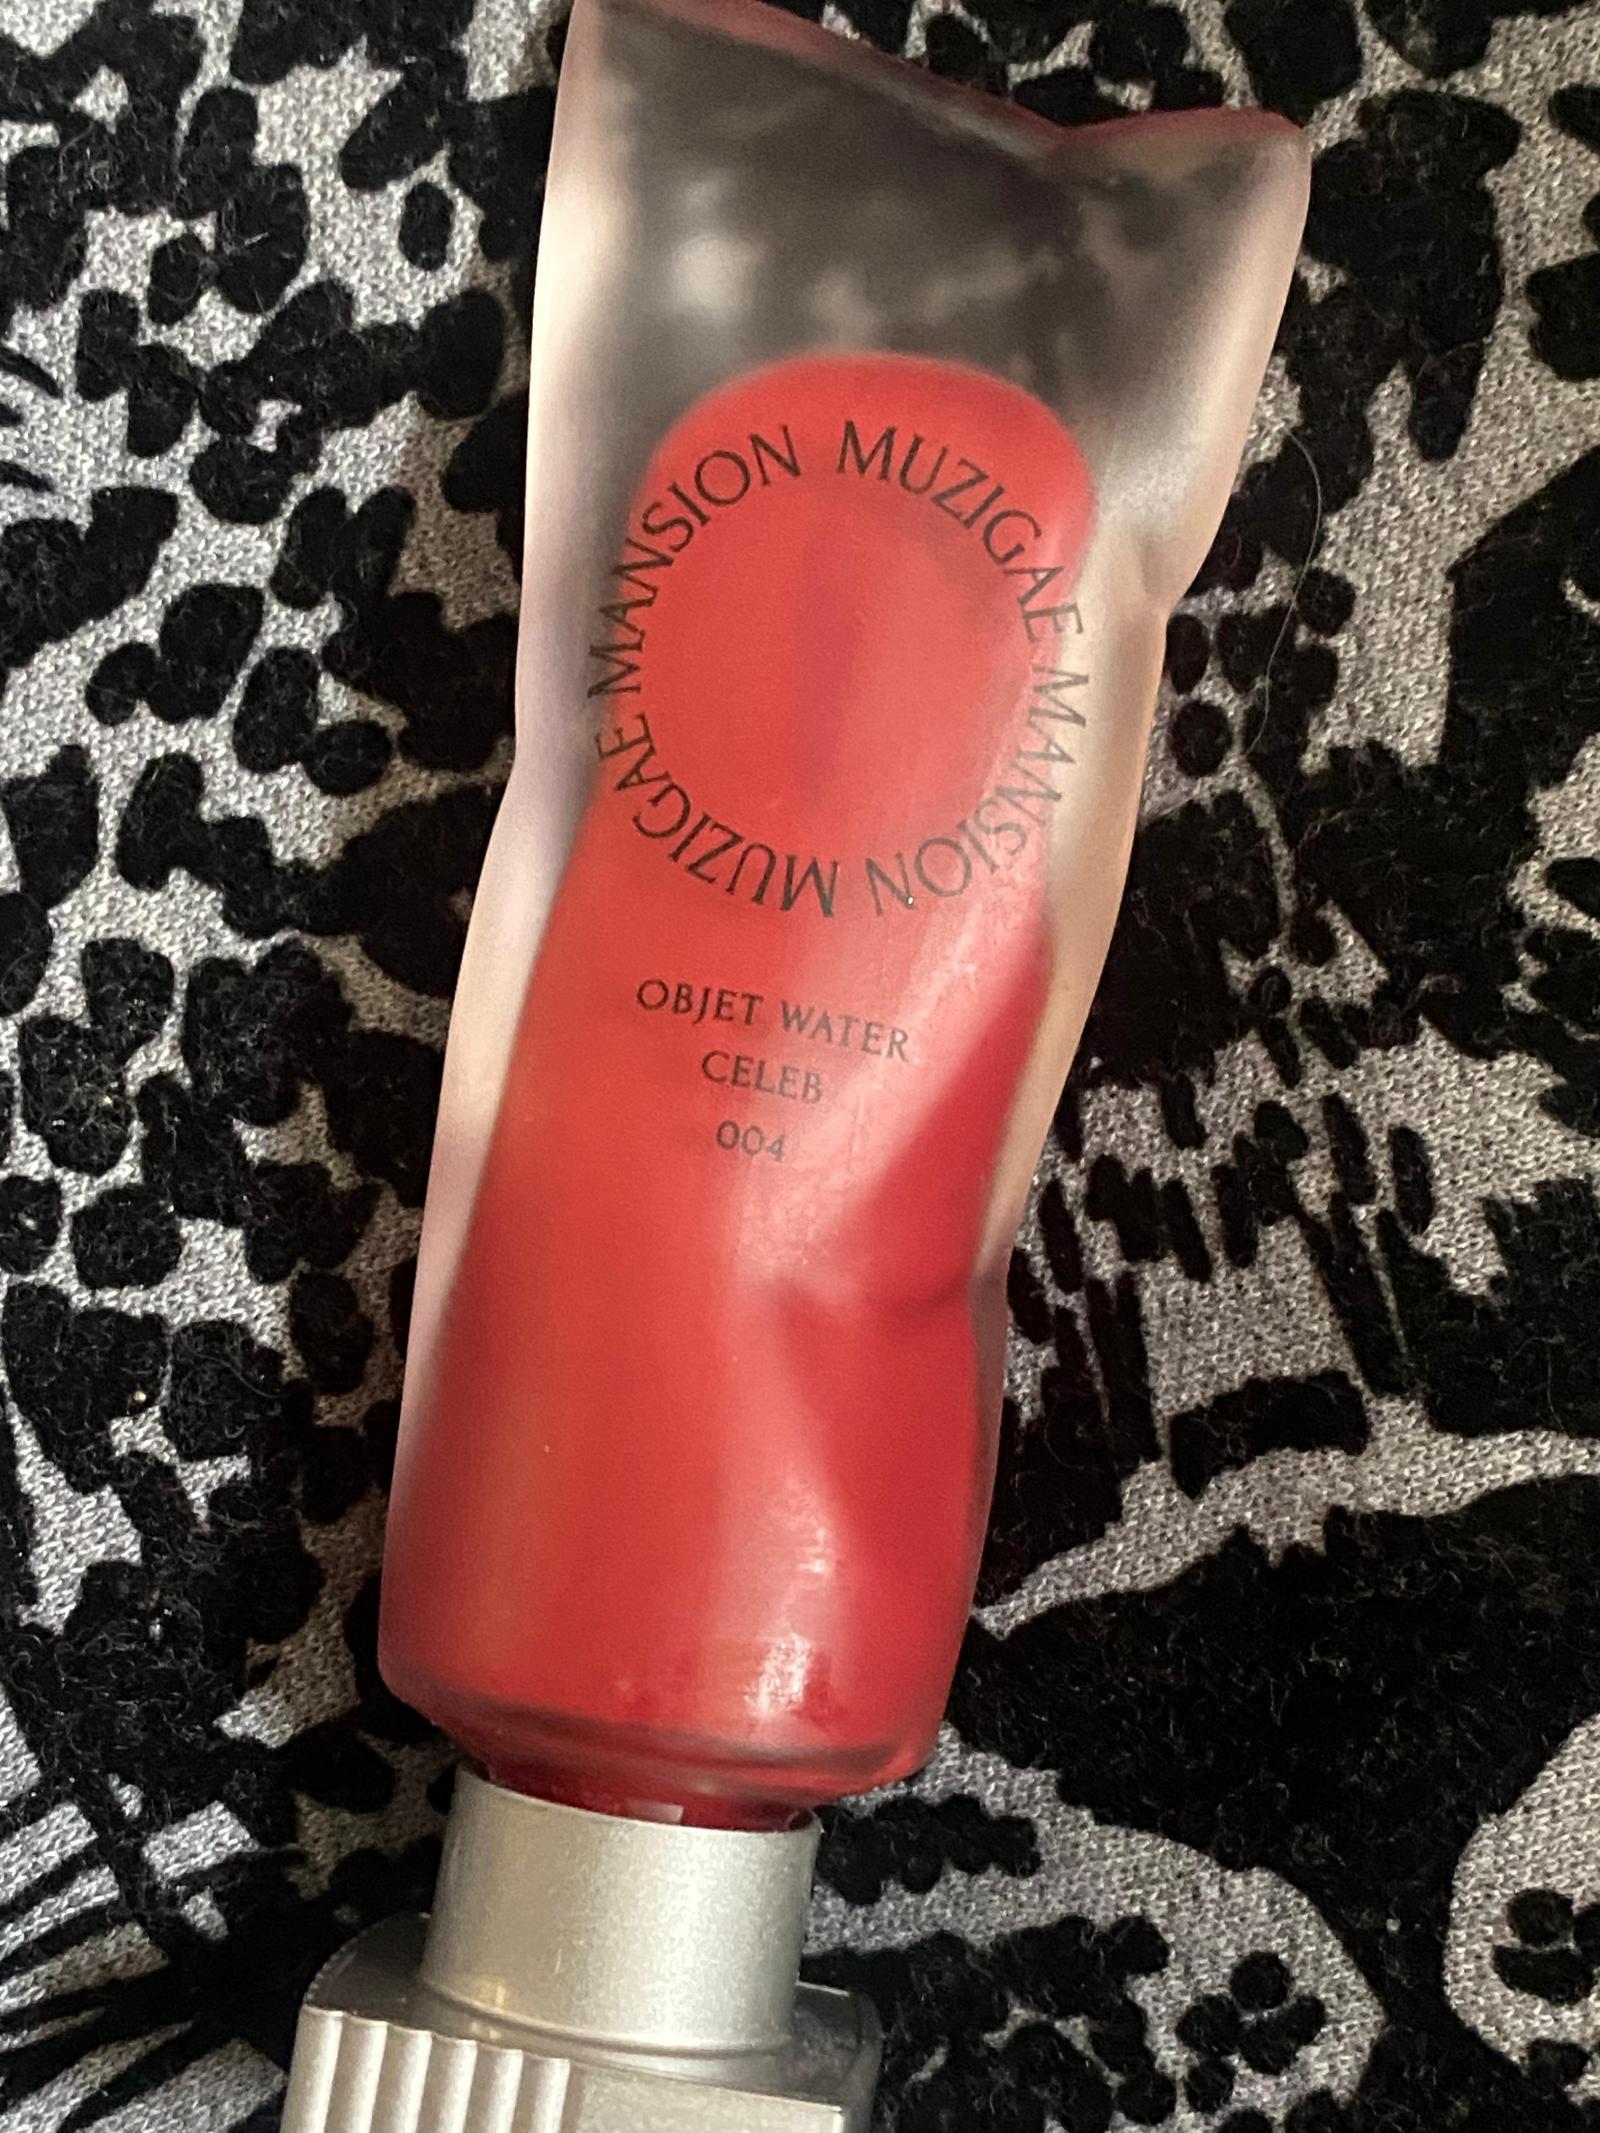 MUZIGAE MANSION MUZIGAE MANSION
OBJET WATER
CELEB
004